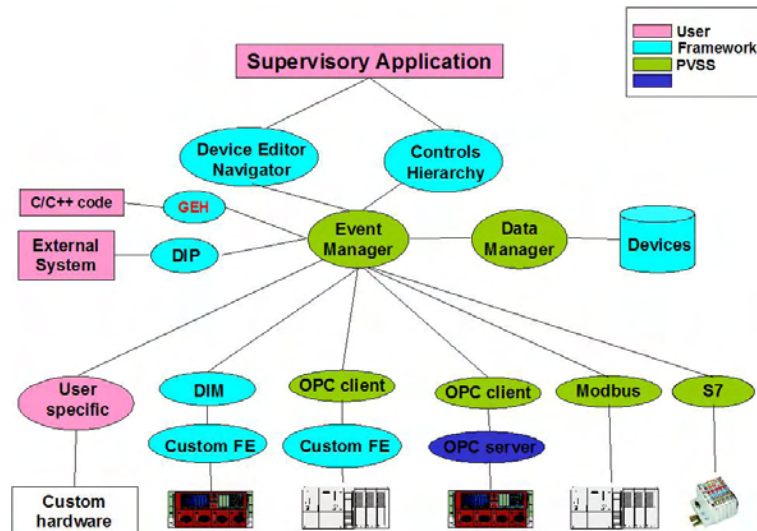 User
Framework
PVSS
Supervisory Application
Device Editor
Navigator
Controls
Hierarchy
C/C++ code
GEH
External
System
DIP
Event
Manager
Data
Manager
Devices
User
specific
DIM
OPC client
OPC client
Modbus
S7
Custom FE
Custom FE
OPC server
Custom
hardware